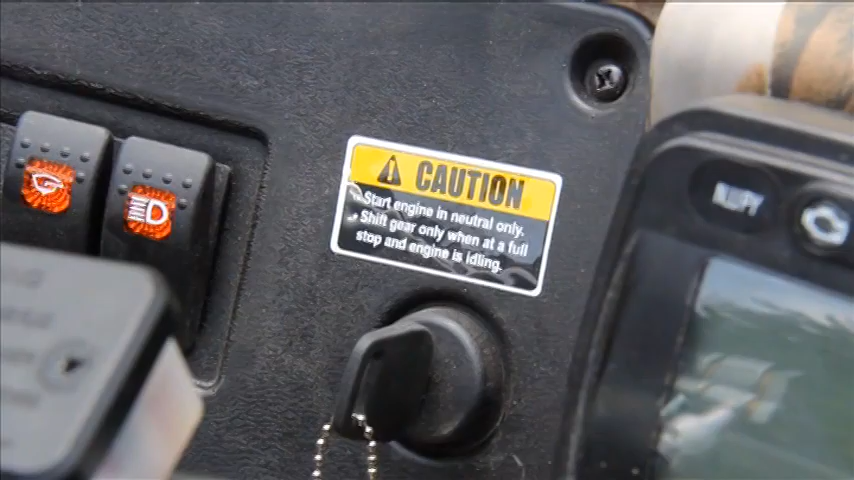 CAUTION
Start engine in neutral only.
Shift gear only when at a full
stop and engine is idling.
N L R P